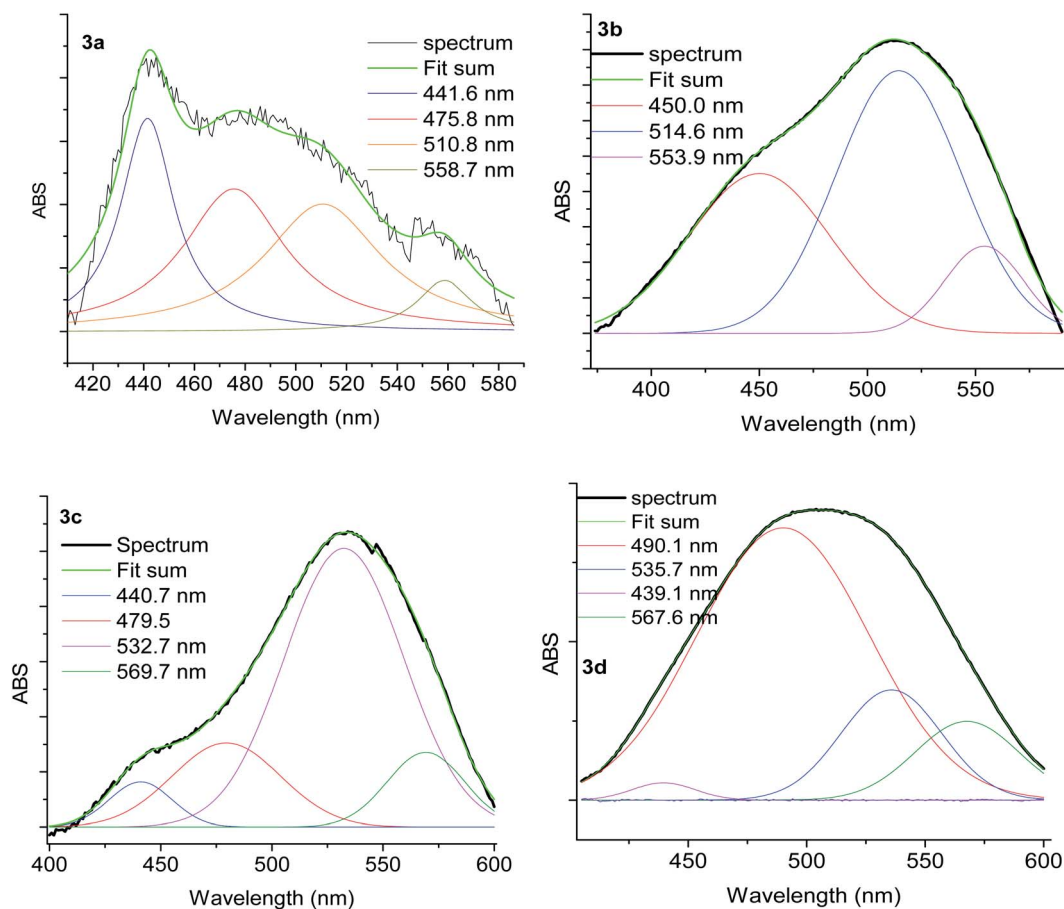 3a
spectrum
Fit sum
441.6 nm
475.8 nm
510.8 nm
558.7 nm
ABS
420 440 460 480 500 520 540 560 580
Wavelength (nm)
3b
spectrum
Fit sum
450.0 nm
514.6 nm
553.9 nm
ABS
400 450 500 550
Wavelength (nm)
3c
Spectrum
Fit sum
440.7 nm
479.5
532.7 nm
569.7 nm
ABS
400 450 500 550 600
Wavelength (nm)
spectrum
Fit sum
490.1 nm
535.7 nm
439.1 nm
567.6 nm
3d
ABS
450 500 550 600
Wavelength (nm)